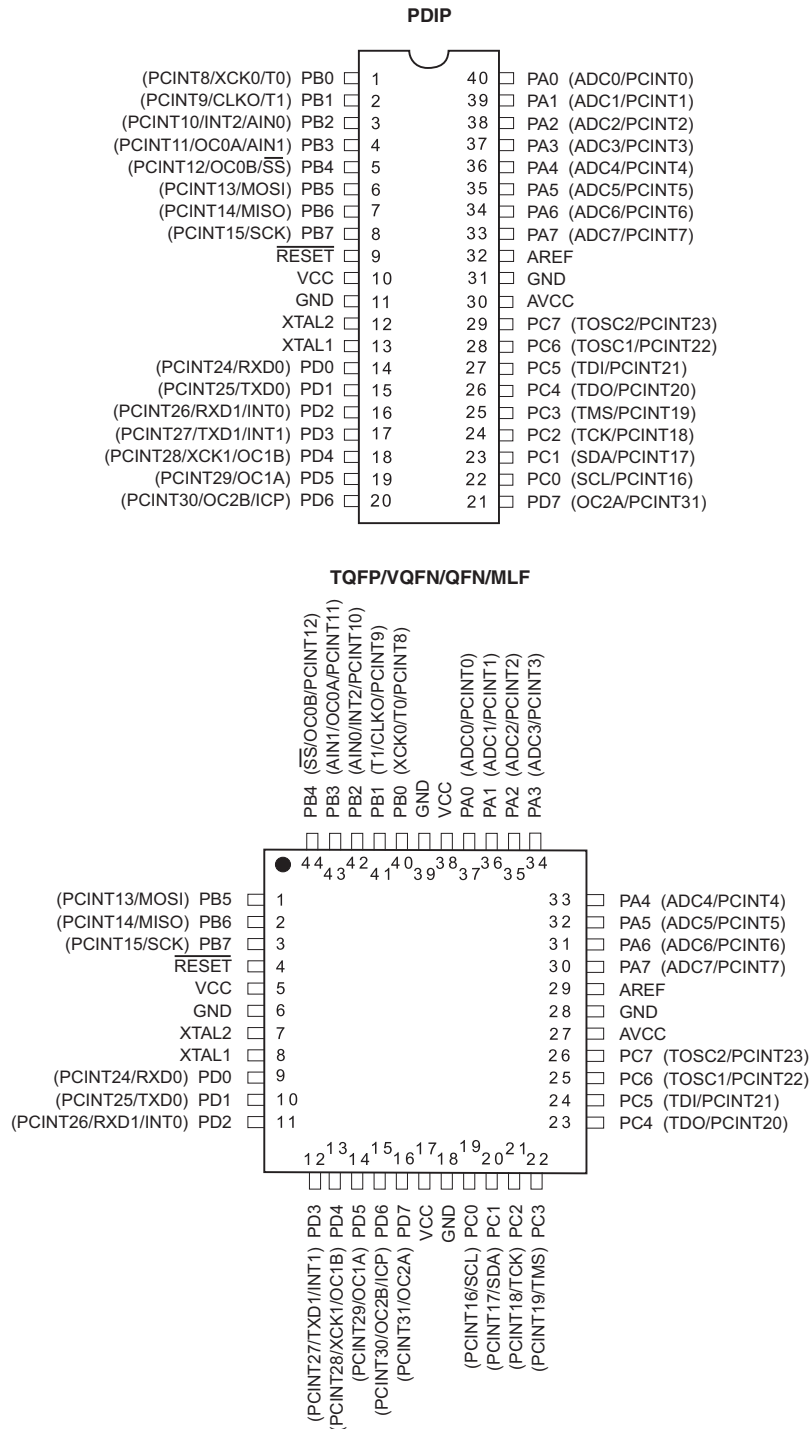 PDIP
(PCINT8/XCK0/T0) PB0 1 40 PA0 (ADC0/PCINT0)
(PCINT9/CLKO/T1) PB1 2 39 PA1 (ADC1/PCINT1)
(PCINT10/INT2/AIN0) PB2 3 38 PA2 (ADC2/PCINT2)
(PCINT11/OC0A/AIN1) PB3 4 37 PA3 (ADC3/PCINT3)
(PCINT12/OC0B/S̅S̅) PB4 5 36 PA4 (ADC4/PCINT4)
(PCINT13/MOSI) PB5 6 35 PA5 (ADC5/PCINT5)
(PCINT14/MISO) PB6 7 34 PA6 (ADC6/PCINT6)
(PCINT15/SCK) PB7 8 33 PA7 (ADC7/PCINT7)
R̅E̅S̅E̅T̅ 9 32 AREF
VCC 10 31 GND
GND 11 30 AVCC
XTAL2 12 29 PC7 (TOSC2/PCINT23)
XTAL1 13 28 PC6 (TOSC1/PCINT22)
(PCINT24/RXD0) PD0 14 27 PC5 (TDI/PCINT21)
(PCINT25/TXD0) PD1 15 26 PC4 (TDO/PCINT20)
(PCINT26/RXD1/INT0) PD2 16 25 PC3 (TMS/PCINT19)
(PCINT27/TXD1/INT1) PD3 17 24 PC2 (TCK/PCINT18)
(PCINT28/XCK1/OC1B) PD4 18 23 PC1 (SDA/PCINT17)
(PCINT29/OC1A) PD5 19 22 PC0 (SCL/PCINT16)
(PCINT30/OC2B/ICP) PD6 20 21 PD7 (OC2A/PCINT31)
TQFP/VQFN/QFN/MLF
PB4 (S̅S̅/OC0B/PCINT12)
PB3 (AIN1/OC0A/PCINT11)
PB2 (AIN0/INT2/PCINT10)
PB1 (T1/CLKO/PCINT9)
PB0 (XCK0/T0/PCINT8)
GND
VCC
PA0 (ADC0/PCINT0)
PA1 (ADC1/PCINT1)
PA2 (ADC2/PCINT2)
PA3 (ADC3/PCINT3)
44 43 42 41 40 39 38 37 36 35 34
(PCINT13/MOSI) PB5 1 33 PA4 (ADC4/PCINT4)
(PCINT14/MISO) PB6 2 32 PA5 (ADC5/PCINT5)
(PCINT15/SCK) PB7 3 31 PA6 (ADC6/PCINT6)
R̅E̅S̅E̅T̅ 4 30 PA7 (ADC7/PCINT7)
VCC 5 29 AREF
GND 6 28 GND
XTAL2 7 27 AVCC
XTAL1 8 26 PC7 (TOSC2/PCINT23)
(PCINT24/RXD0) PD0 9 25 PC6 (TOSC1/PCINT22)
(PCINT25/TXD0) PD1 10 24 PC5 (TDI/PCINT21)
(PCINT26/RXD1/INT0) PD2 11 23 PC4 (TDO/PCINT20)
12 13 14 15 16 17 18 19 20 21 22
(PCINT27/TXD1/INT1) PD3
(PCINT28/XCK1/OC1B) PD4
(PCINT29/OC1A) PD5
(PCINT30/OC2B/ICP) PD6
(PCINT31/OC2A) PD7
VCC
GND
(PCINT16/SCL) PC0
(PCINT17/SDA) PC1
(PCINT18/TCK) PC2
(PCINT19/TMS) PC3